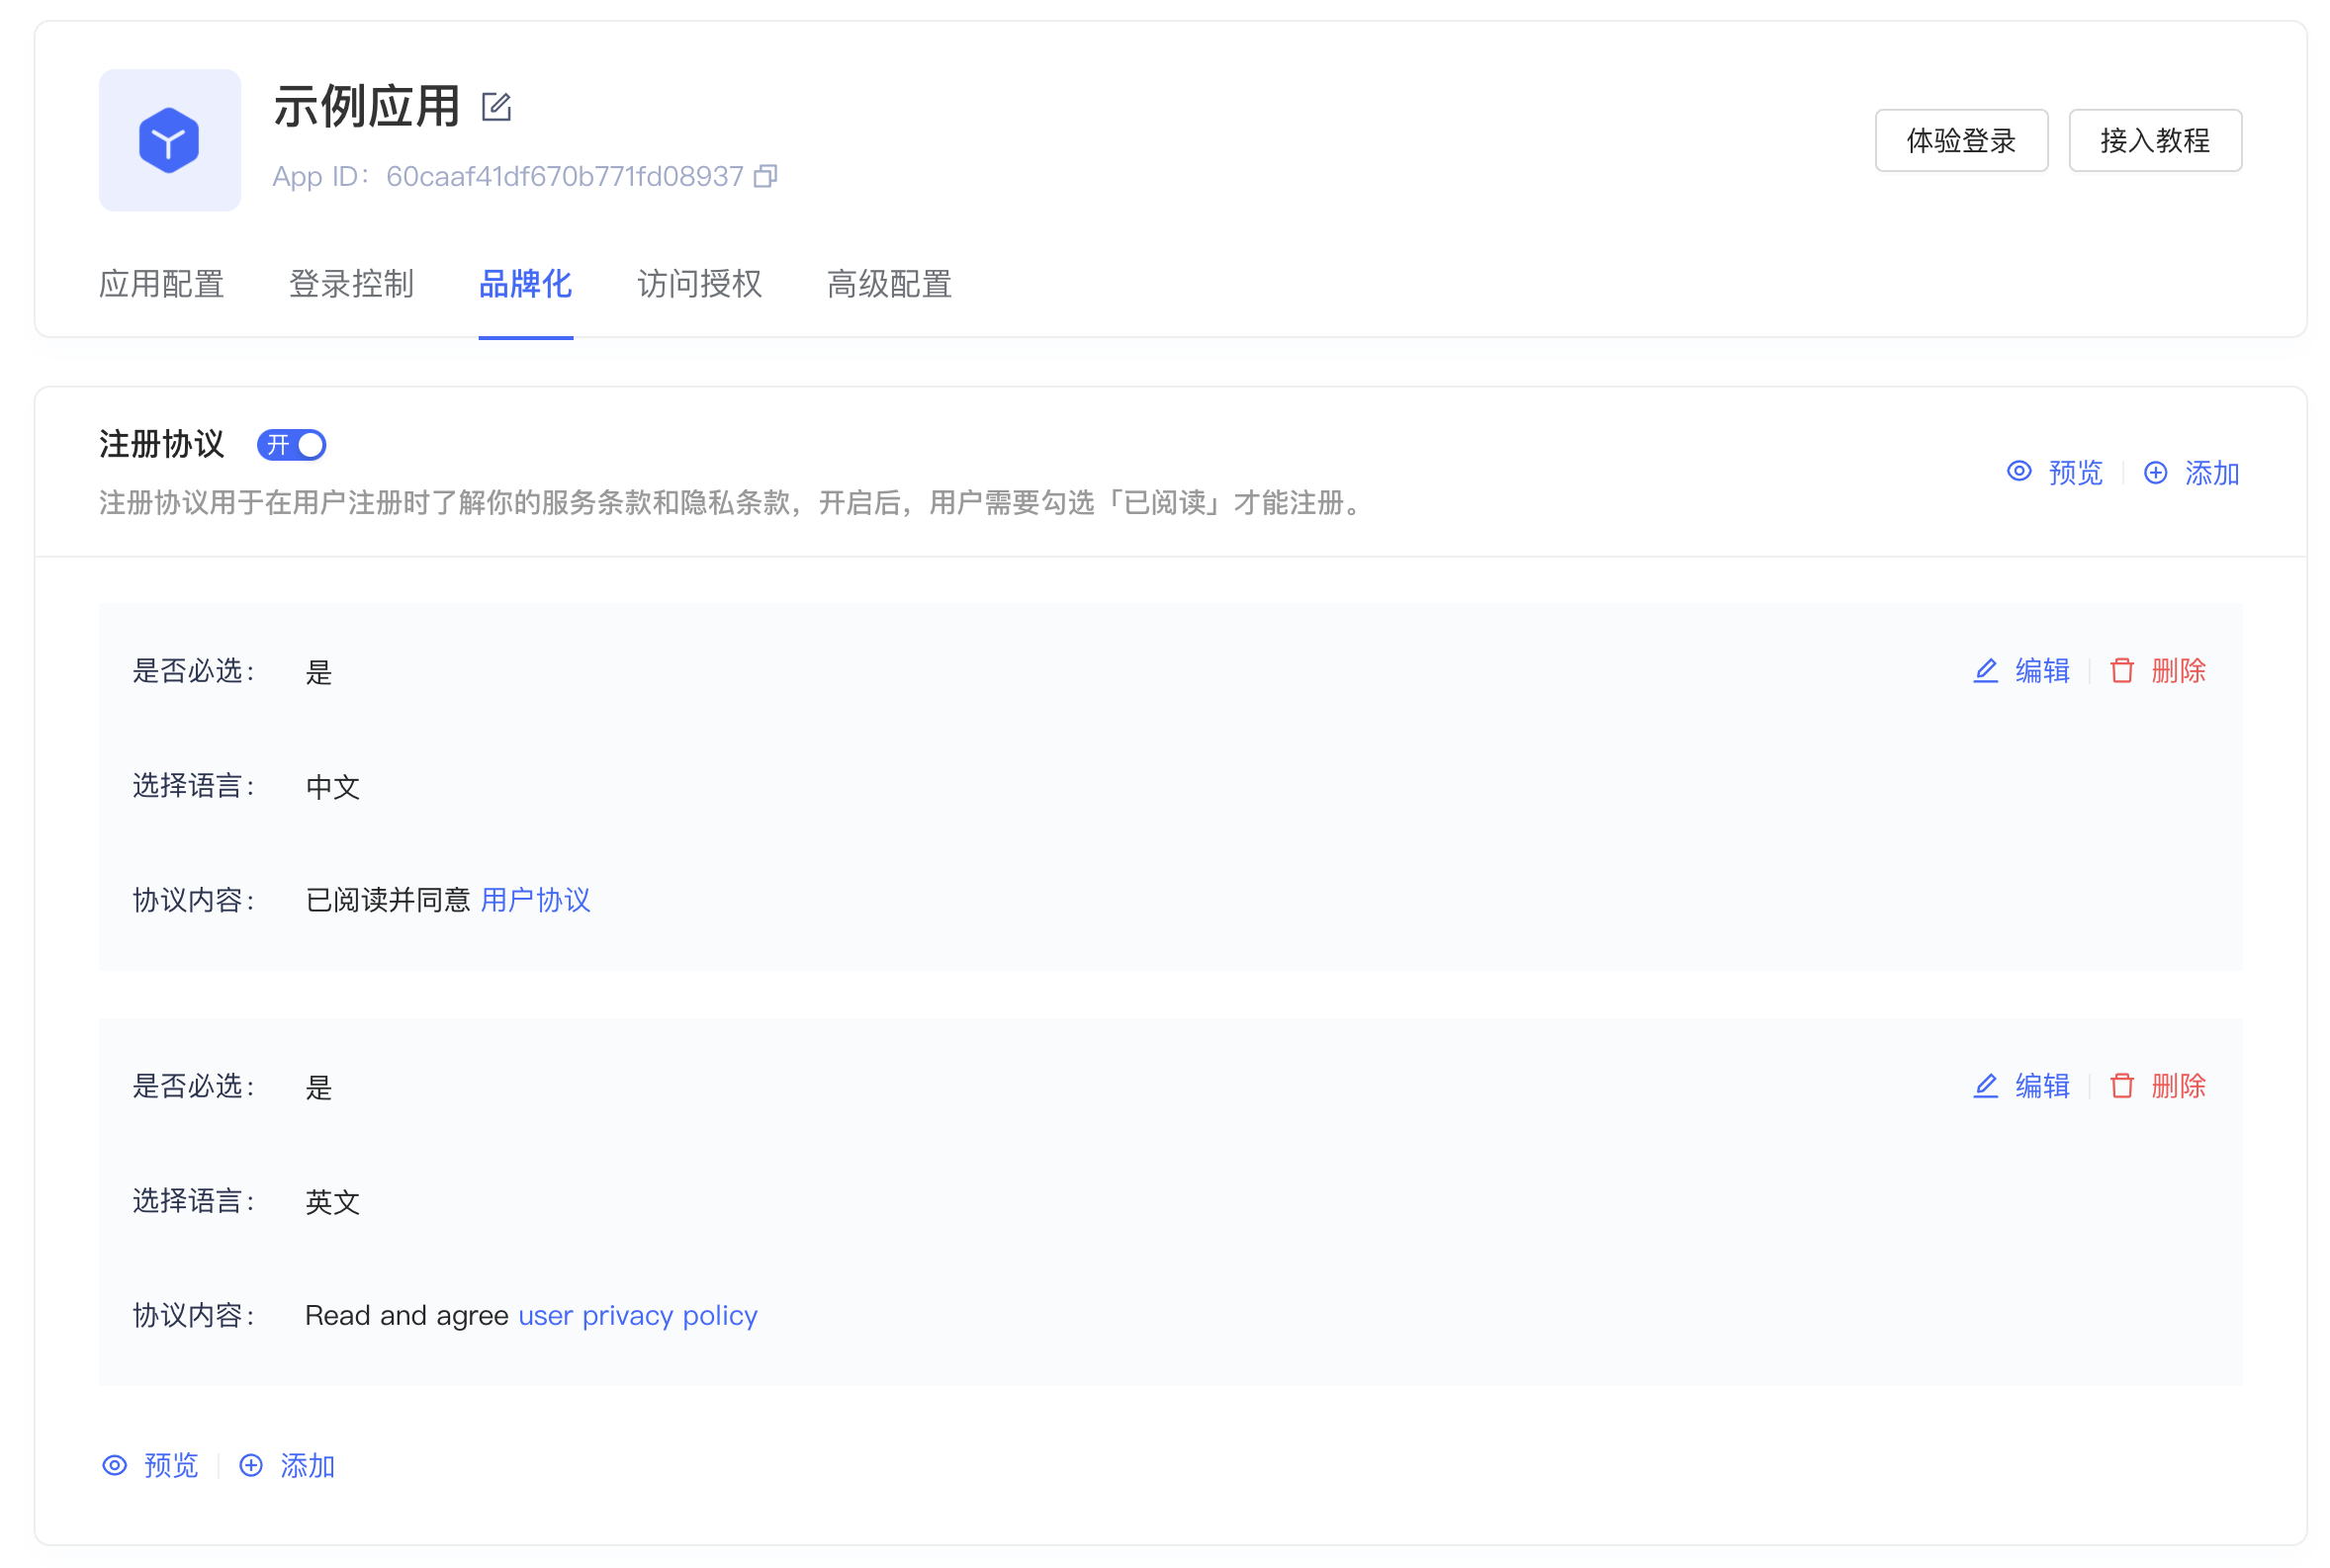 示例应用
App ID：60caaf41df670b771fd08937
体验登录 接入教程
应用配置 登录控制 品牌化 访问授权 高级配置
注册协议 开
注册协议用于在用户注册时了解你的服务条款和隐私条款，开启后，用户需要勾选「已阅读」才能注册。
预览 添加
是否必选： 是
编辑 删除
选择语言： 中文
协议内容： 已阅读并同意 用户协议
是否必选： 是
编辑 删除
选择语言： 英文
协议内容： Read and agree user privacy policy
预览 添加